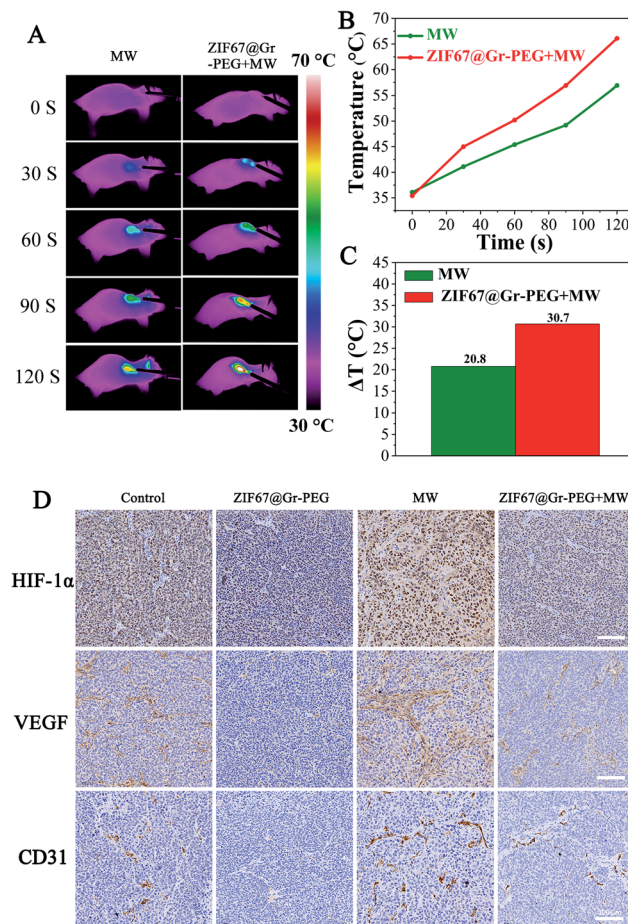 A
MW
ZIF67@Gr
-PEG+MW
70 °C
0 S
30 S
60 S
90 S
120 S
30 °C
B
Temperature (°C)
70
65
60
55
50
45
40
35
MW
ZIF67@Gr-PEG+MW
0 20 40 60 80 100 120
Time (s)
C
ΔT (°C)
45
40
35
30
25
20
15
10
5
0
MW
ZIF67@Gr-PEG+MW
20.8
30.7
D
Control ZIF67@Gr-PEG MW ZIF67@Gr-PEG+MW
HIF-1α
VEGF
CD31